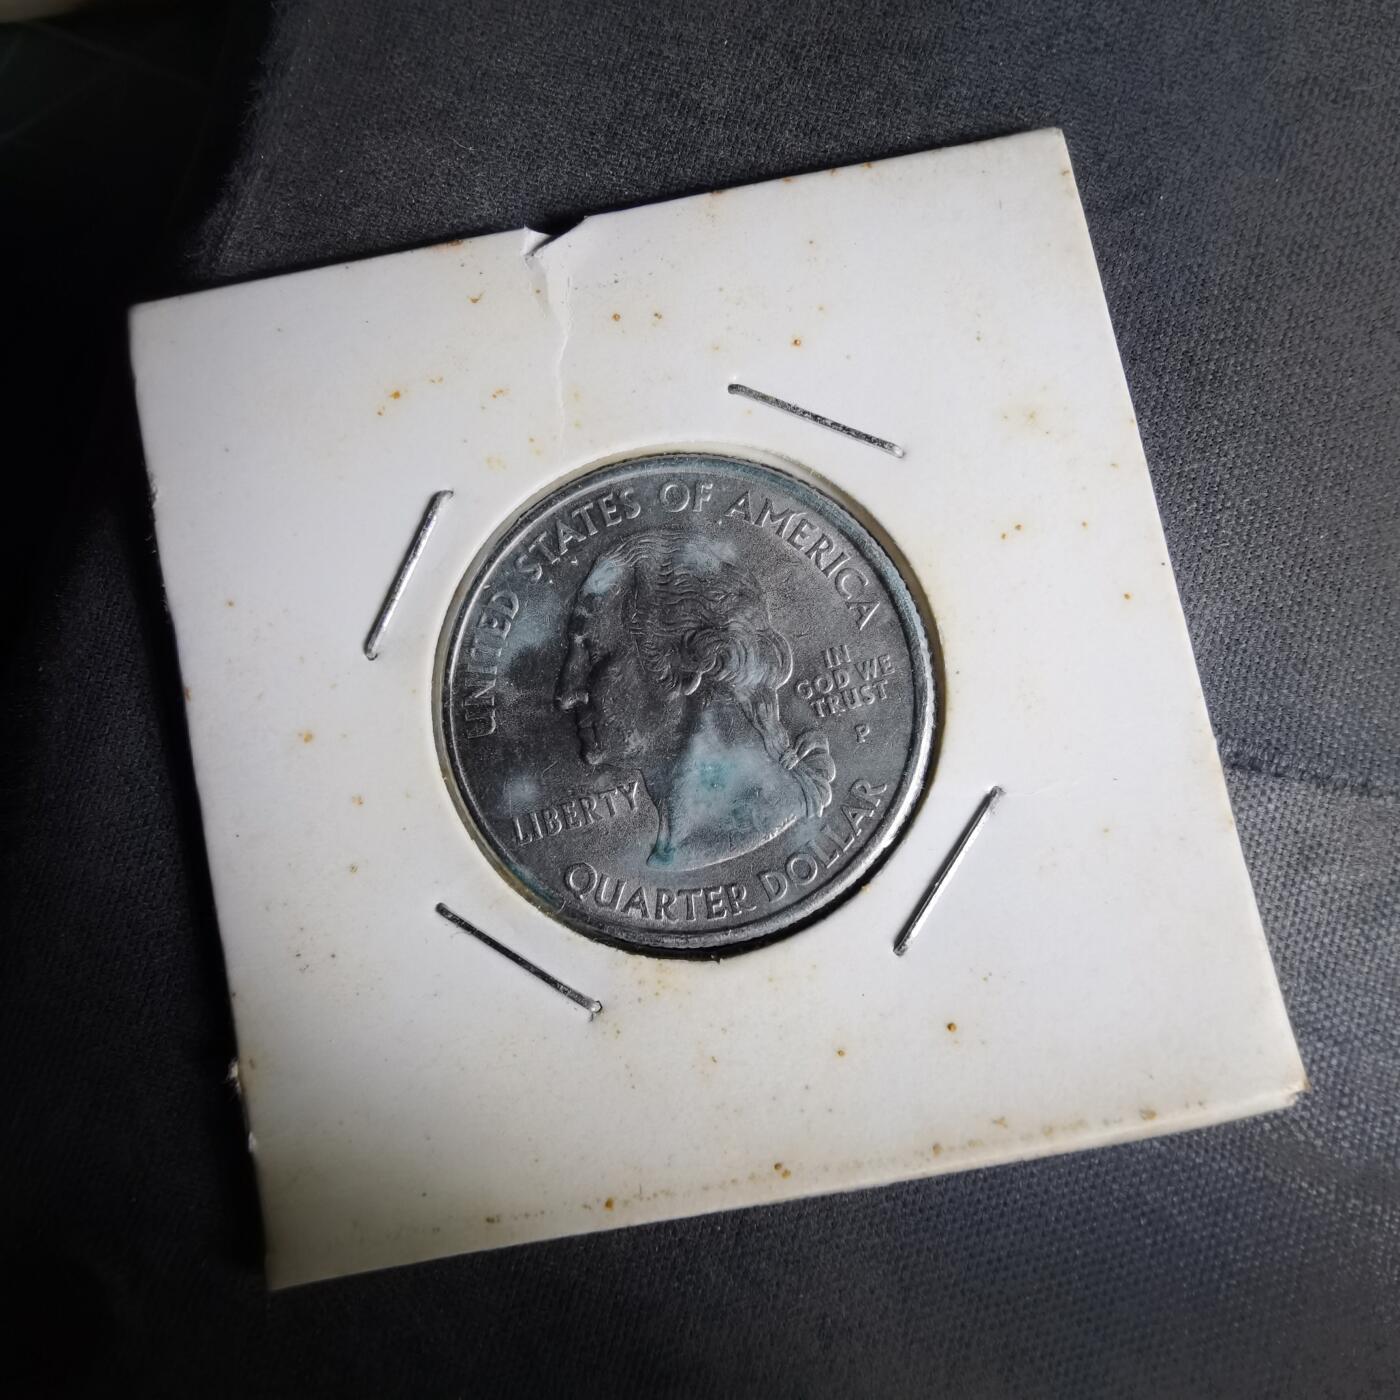 UNITED STATES OF AMERICA
LIBERTY
IN
GOD WE
TRUST
P
QUARTER DOLLAR